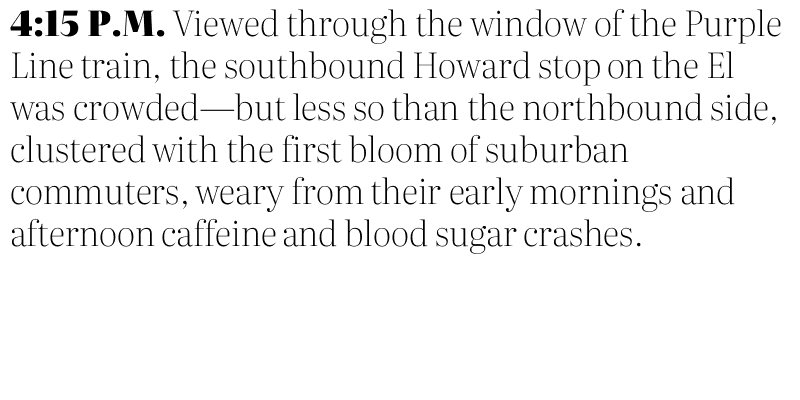 4:15 P.M. Viewed through the window of the Purple
Line train, the southbound Howard stop on the El
was crowded—but less so than the northbound side,
clustered with the first bloom of suburban
commuters, weary from their early mornings and
afternoon caffeine and blood sugar crashes.